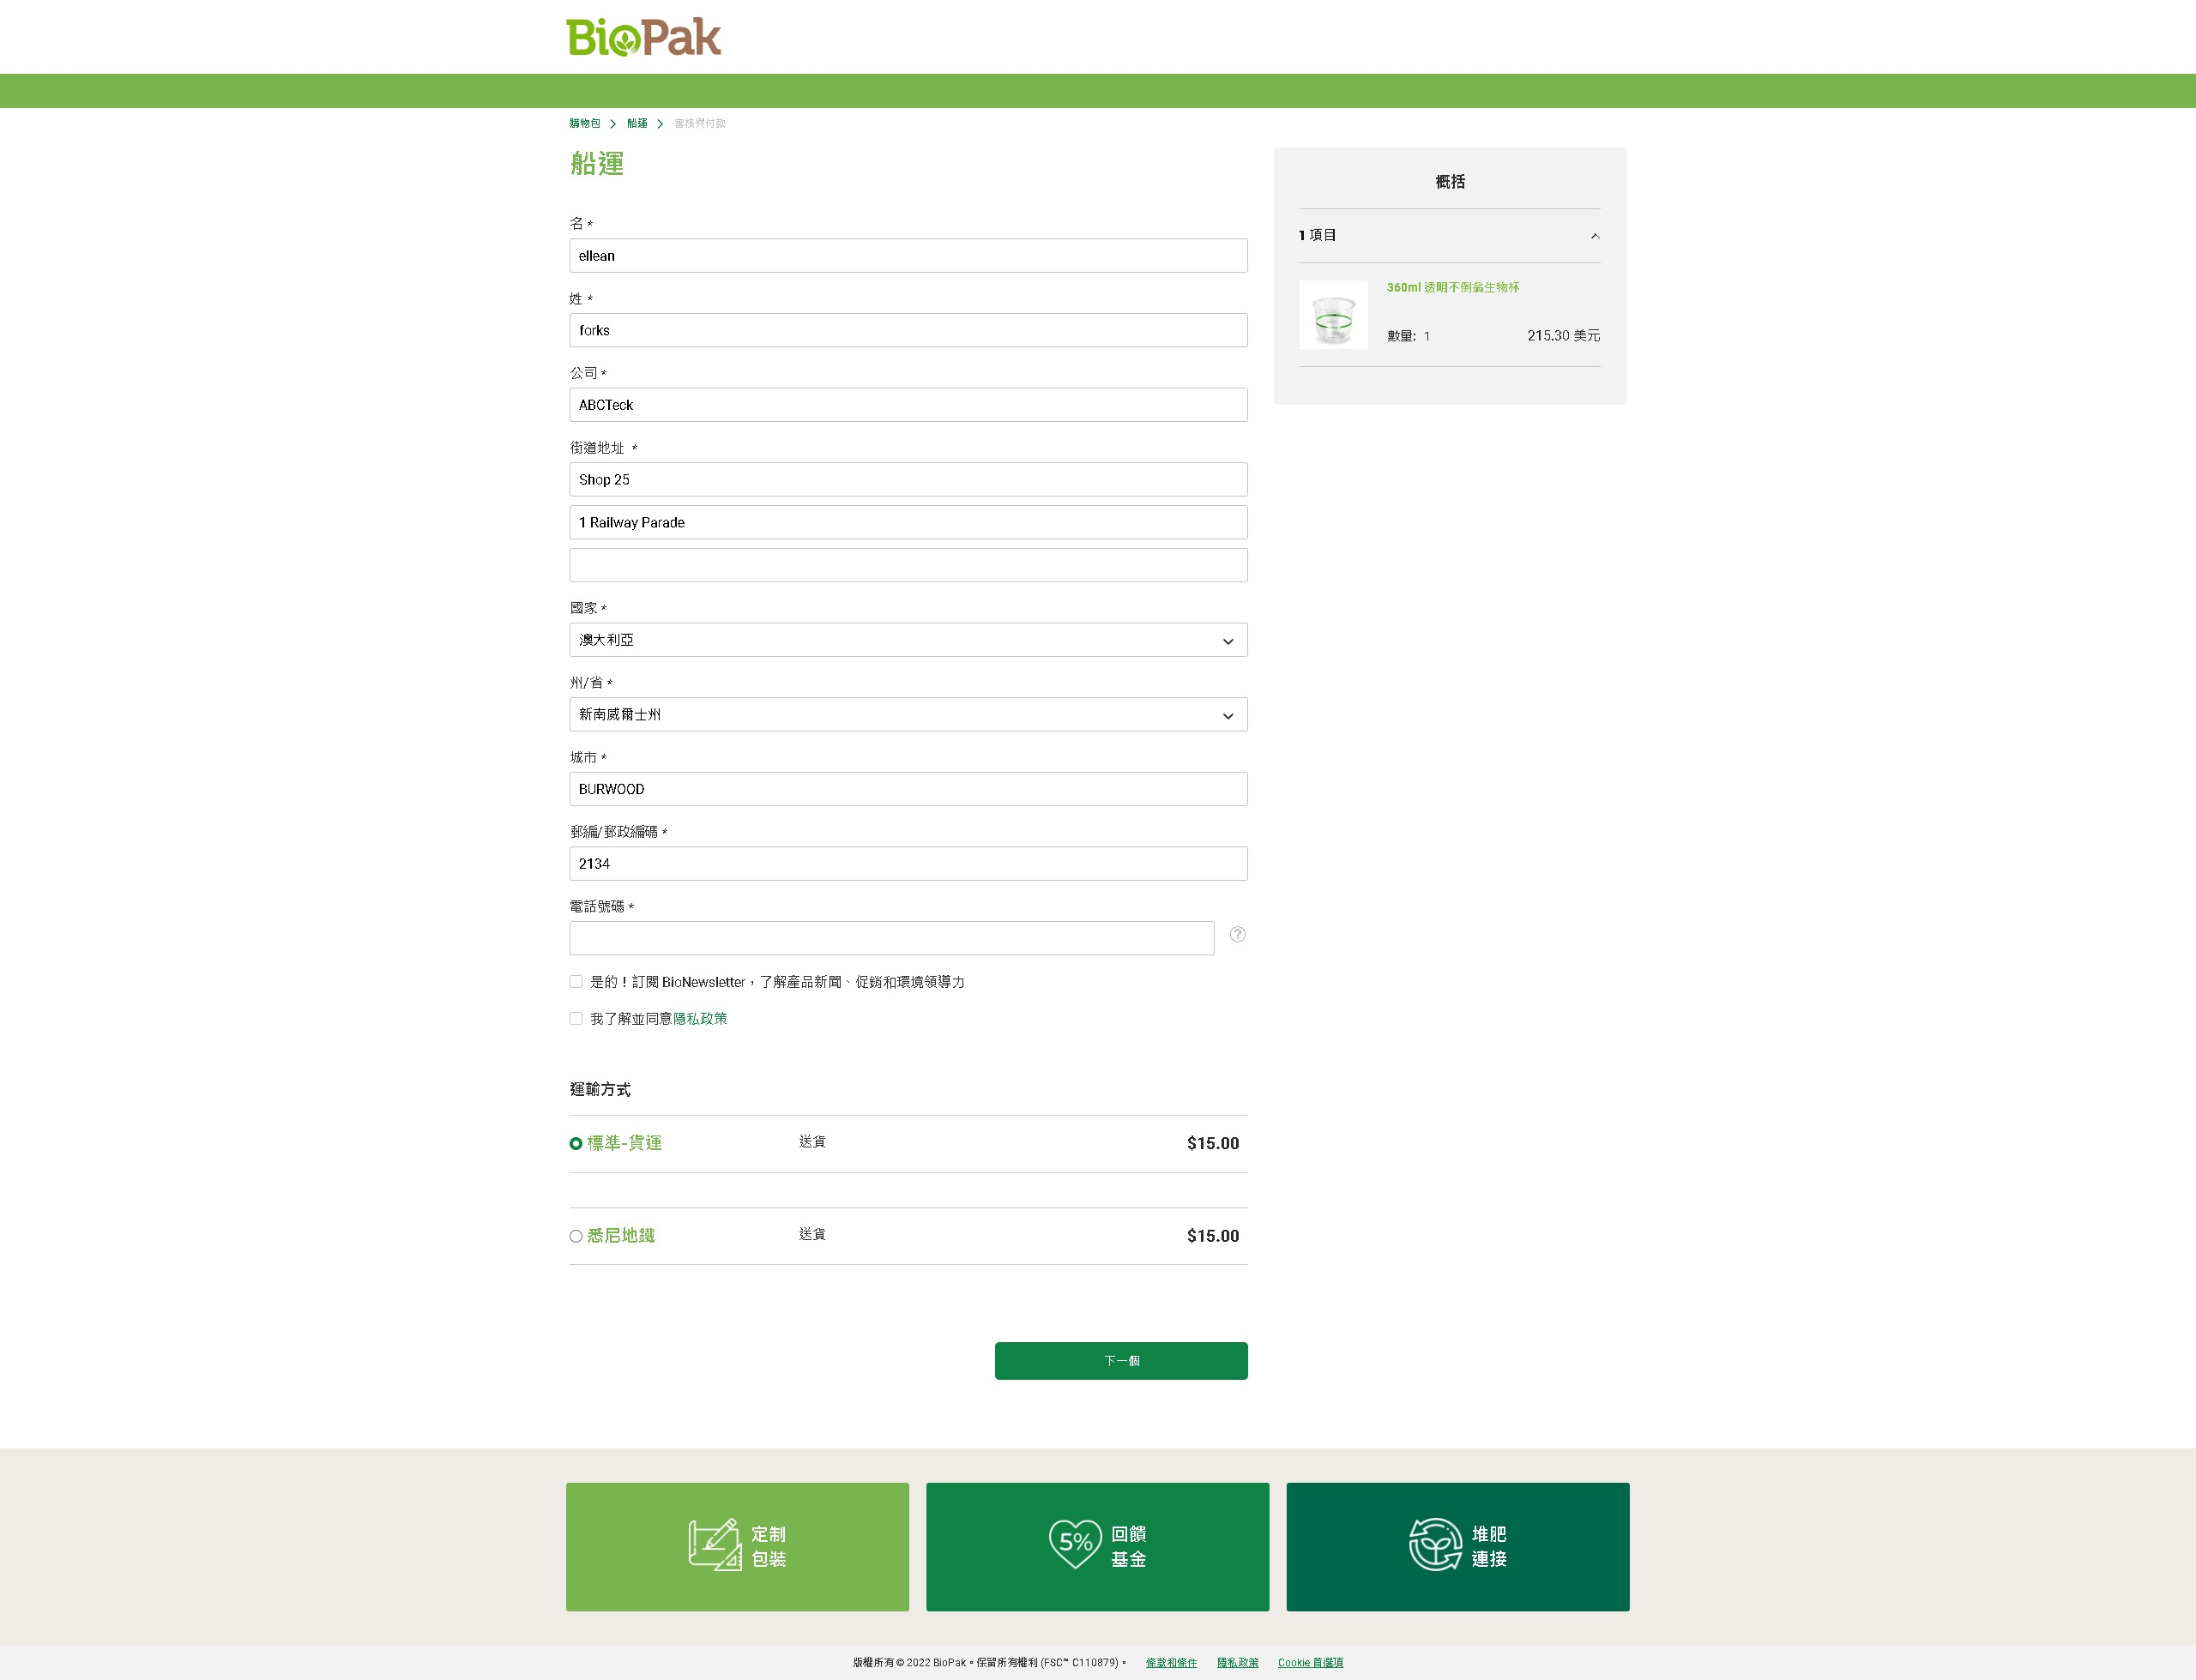 BioPak
購物包 船運 審核與付款
船運
名 *
ellean
姓 *
forks
公司 *
ABCTeck
街道地址 *
Shop 25
1 Railway Parade
國家 *
澳大利亞
州/省 *
新南威爾士州
城市 *
BURWOOD
郵編/郵政編碼 *
2134
電話號碼 *
?
是的！訂閱 BioNewsletter，了解產品新聞、促銷和環境領導力
我了解並同意隱私政策
運輸方式
標準-貨運 送貨 $15.00
悉尼地鐵 送貨 $15.00
下一個
概括
1 項目
360ml 透明不倒翁生物杯
數量: 1 215.30 美元
定制
包裝
5%
回饋
基金
堆肥
連接
版權所有 © 2022 BioPak。保留所有權利 (FSC™ C110879)。 條款和條件 隱私政策 Cookie 首選項